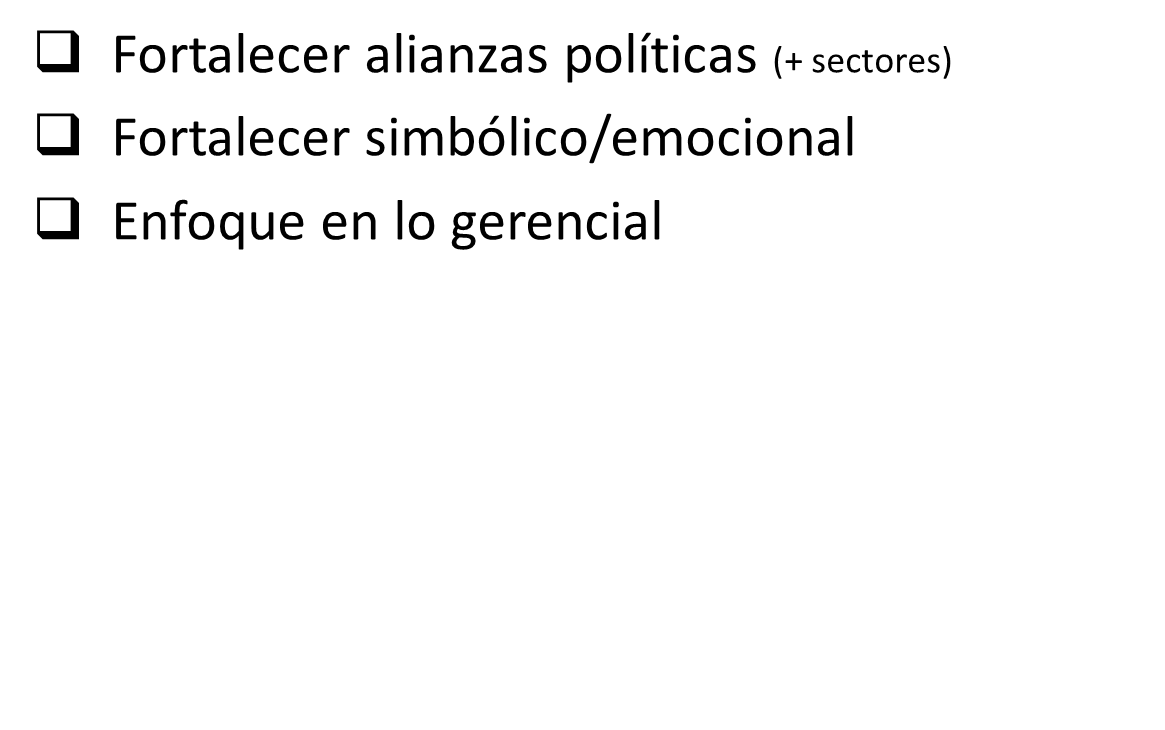 ❑ Fortalecer alianzas políticas (+ sectores)
❑ Fortalecer simbólico/emocional
❑ Enfoque en lo gerencial